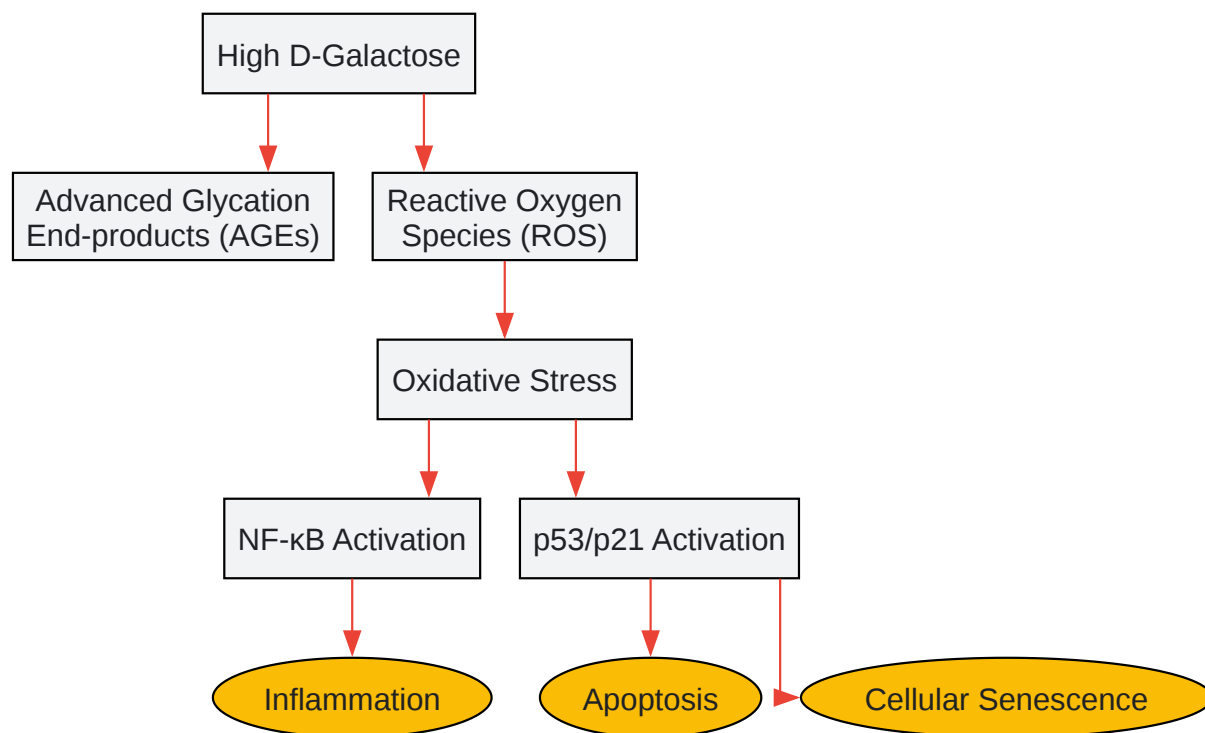 High D-Galactose
Advanced Glycation
End-products (AGEs)
Reactive Oxygen
Species (ROS)
Oxidative Stress
NF-κB Activation
p53/p21 Activation
Inflammation
Apoptosis
Cellular Senescence